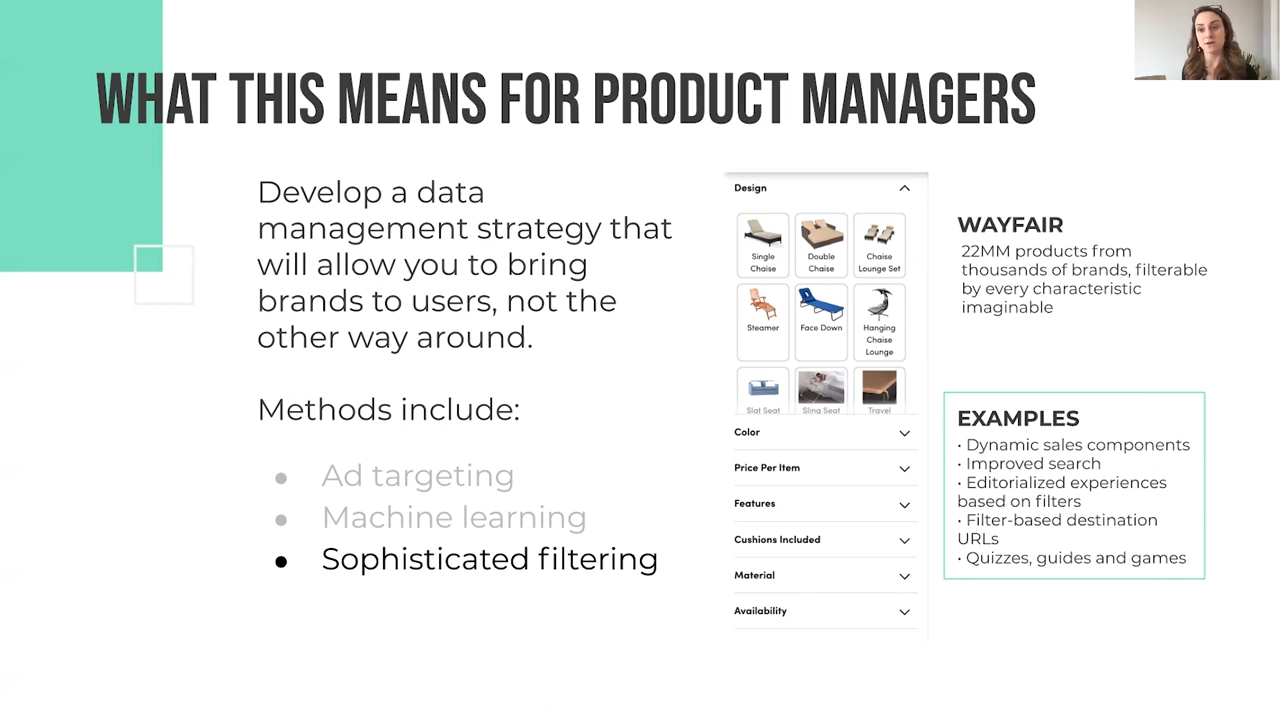 WHAT THIS MEANS FOR PRODUCT MANAGERS
Develop a data
management strategy that
will allow you to bring
brands to users, not the
other way around.
Methods include:
● Ad targeting
● Machine learning
● Sophisticated filtering
Design
Single
Chaise
Double
Chaise
Chaise
Lounge Set
Steamer
Face Down
Hanging
Chaise
Lounge
Slat Seat
Sling Seat
Travel
Color
Price Per Item
Features
Cushions Included
Material
Availability
WAYFAIR
22MM products from
thousands of brands, filterable
by every characteristic
imaginable
EXAMPLES
• Dynamic sales components
• Improved search
• Editorialized experiences
based on filters
• Filter-based destination
URLs
• Quizzes, guides and games